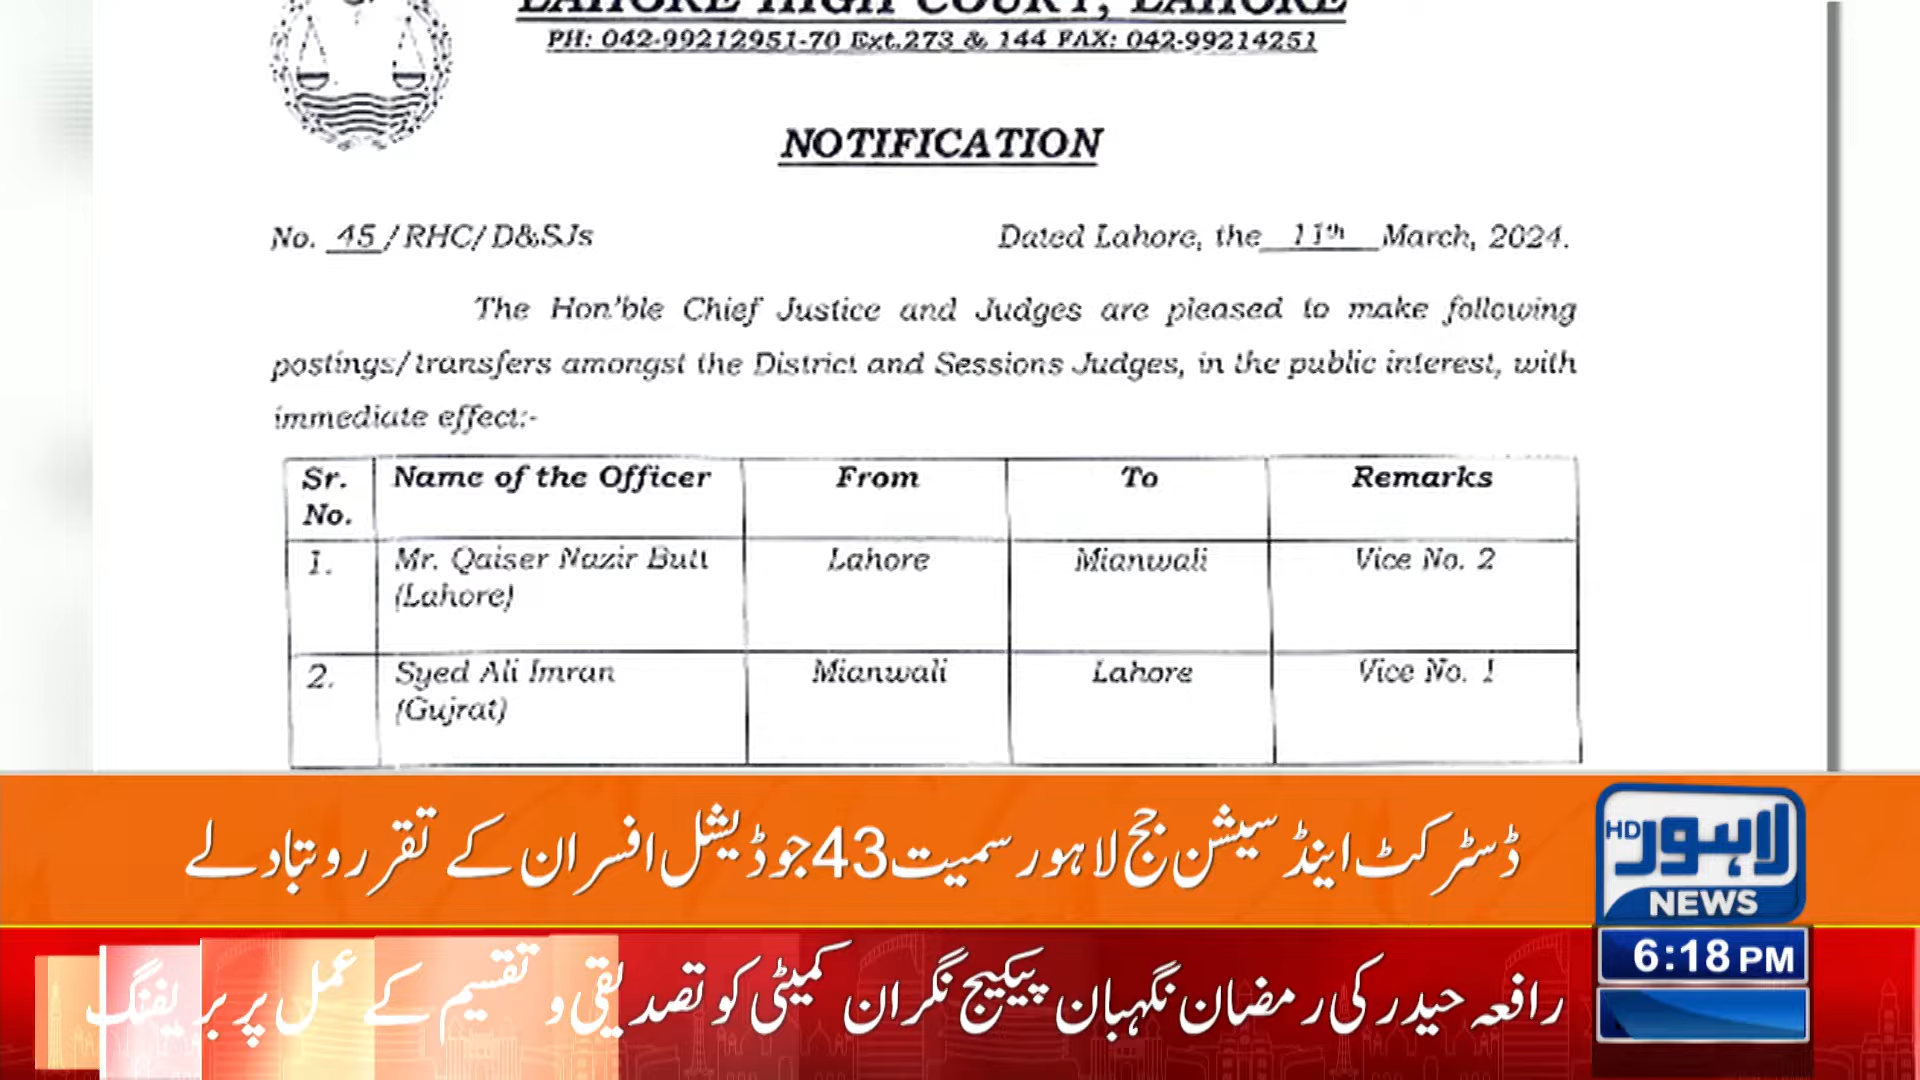 LAHORE HIGH COURT, LAHORE
PH: 042-99212951-70 Ext.273 & 144 FAX: 042-99214251
NOTIFICATION
No. 45/RHC/D&SJs Dated Lahore, the 11th March, 2024.
The Hon'ble Chief Justice and Judges are pleased to make following
postings/transfers amongst the District and Sessions Judges, in the public interest, with
immediate effect:-
Sr. No. Name of the Officer From To Remarks
1. Mr. Qaiser Nazir Butt (Lahore) Lahore Mianwali Vice No. 2
2. Syed Ali Imran (Gujrat) Mianwali Lahore Vice No. 1
ڈسٹرکٹ اینڈ سیشن جج لاہور سمیت 43 جوڈیشل افسران کے تقرر و تبادلے
لاہور HD
NEWS
6:18 PM
رافعہ حیدر کی رمضان نگہبان پیکیج نگران کمیٹی کو تصدیقی و تقسیم کے عمل پر بریفنگ